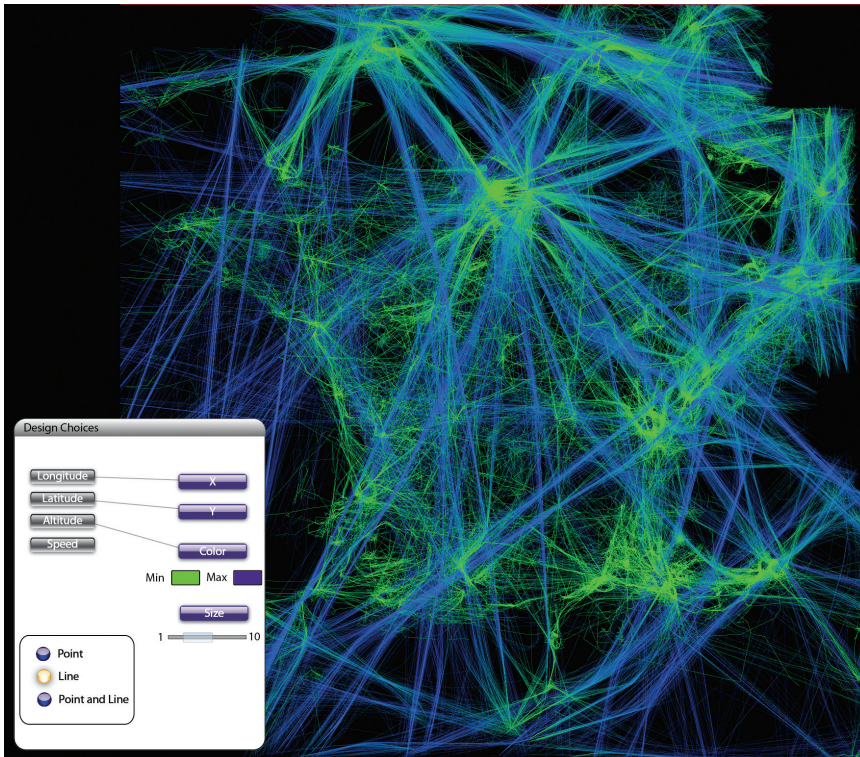 Design Choices
Longitude
X
Latitude
Y
Altitude
Speed
Color
Min Max
Size
1 10
Point
Line
Point and Line